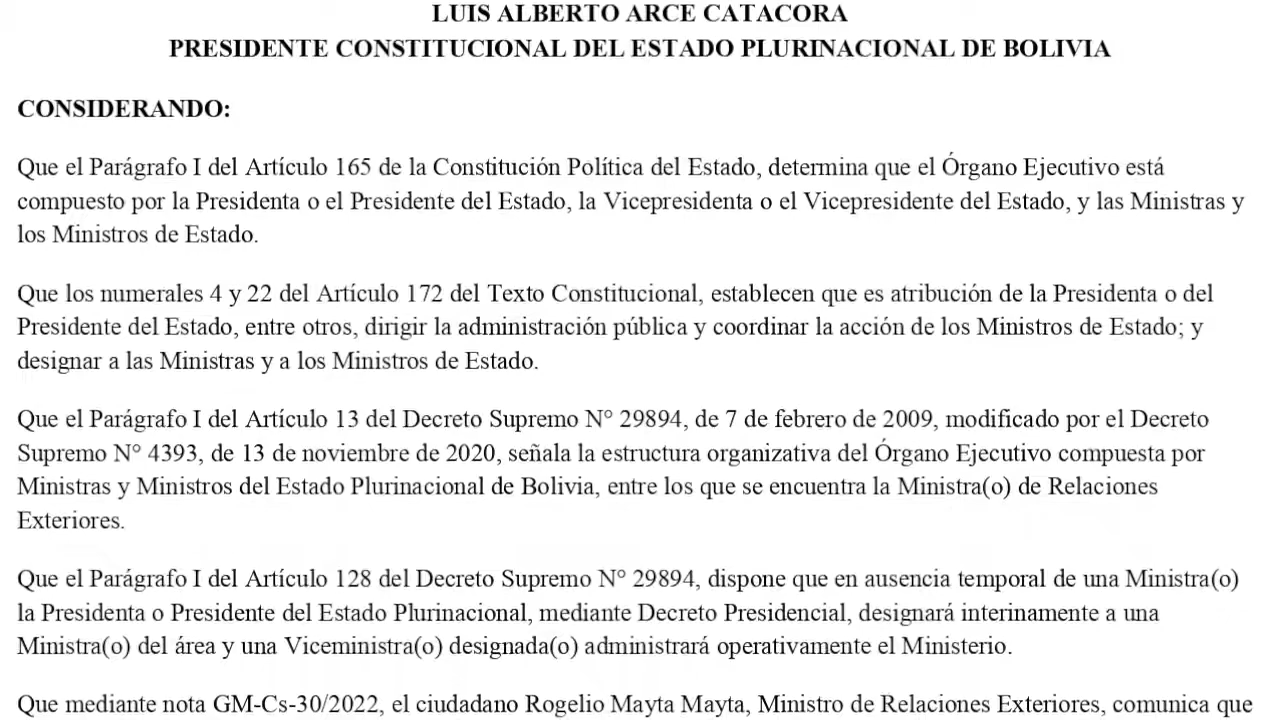 LUIS ALBERTO ARCE CATACORA
PRESIDENTE CONSTITUCIONAL DEL ESTADO PLURINACIONAL DE BOLIVIA
CONSIDERANDO:
Que el Parágrafo I del Artículo 165 de la Constitución Política del Estado, determina que el Órgano Ejecutivo está
compuesto por la Presidenta o el Presidente del Estado, la Vicepresidenta o el Vicepresidente del Estado, y las Ministras y
los Ministros de Estado.
Que los numerales 4 y 22 del Artículo 172 del Texto Constitucional, establecen que es atribución de la Presidenta o del
Presidente del Estado, entre otros, dirigir la administración pública y coordinar la acción de los Ministros de Estado; y
designar a las Ministras y a los Ministros de Estado.
Que el Parágrafo I del Artículo 13 del Decreto Supremo N° 29894, de 7 de febrero de 2009, modificado por el Decreto
Supremo N° 4393, de 13 de noviembre de 2020, señala la estructura organizativa del Órgano Ejecutivo compuesta por
Ministras y Ministros del Estado Plurinacional de Bolivia, entre los que se encuentra la Ministra(o) de Relaciones
Exteriores.
Que el Parágrafo I del Artículo 128 del Decreto Supremo N° 29894, dispone que en ausencia temporal de una Ministra(o)
la Presidenta o Presidente del Estado Plurinacional, mediante Decreto Presidencial, designará interinamente a una
Ministra(o) del área y una Viceministra(o) designada(o) administrará operativamente el Ministerio.
Que mediante nota GM-Cs-30/2022, el ciudadano Rogelio Mayta Mayta, Ministro de Relaciones Exteriores, comunica que